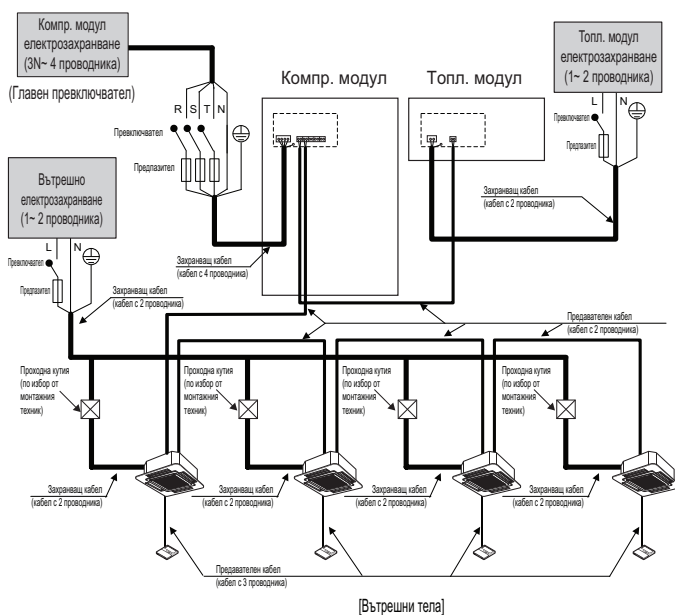 Компр. модул
електрозахранване
(3N~ 4 проводника)
(Главен превключвател)
R S T N
Превключвател
Предпазител
Компр. модул
Топл. модул
Топл. модул
електрозахранване
(1~ 2 проводника)
L N
Превключвател
Предпазител
Захранващ кабел
(кабел с 2 проводника)
Вътрешно
електрозахранване
(1~ 2 проводника)
L N
Превключвател
Предпазител
Захранващ кабел
(кабел с 4 проводника)
Захранващ кабел
(кабел с 2 проводника)
Предавателен кабел
(кабел с 2 проводника)
Проходна кутия
(по избор от
монтажния
техник)
Проходна кутия
(по избор от
монтажния
техник)
Проходна кутия
(по избор от
монтажния
техник)
Проходна кутия
(по избор от
монтажния
техник)
Захранващ кабел
(кабел с 2 проводника)
Захранващ кабел
(кабел с 2 проводника)
Захранващ кабел
(кабел с 2 проводника)
Захранващ кабел
(кабел с 2 проводника)
Предавателен кабел
(кабел с 3 проводника)
[Вътрешни тела]